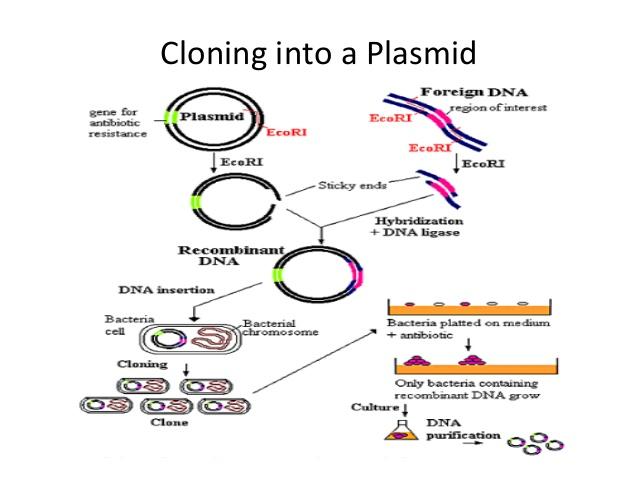 Cloning into a Plasmid
gene for
antibiotic
resistance
Plasmid
EcoRI
EcoRI
Foreign DNA
region of interest
EcoRI
EcoRI
EcoRI
Sticky ends
Hybridization
+ DNA ligase
Recombinant
DNA
DNA insertion
Bacteria
cell
Bacterial
chromosome
Cloning
Clone
Bacteria platted on medium
+ antibiotic
Only bacteria containing
recombinant DNA grow
Culture
DNA
purification